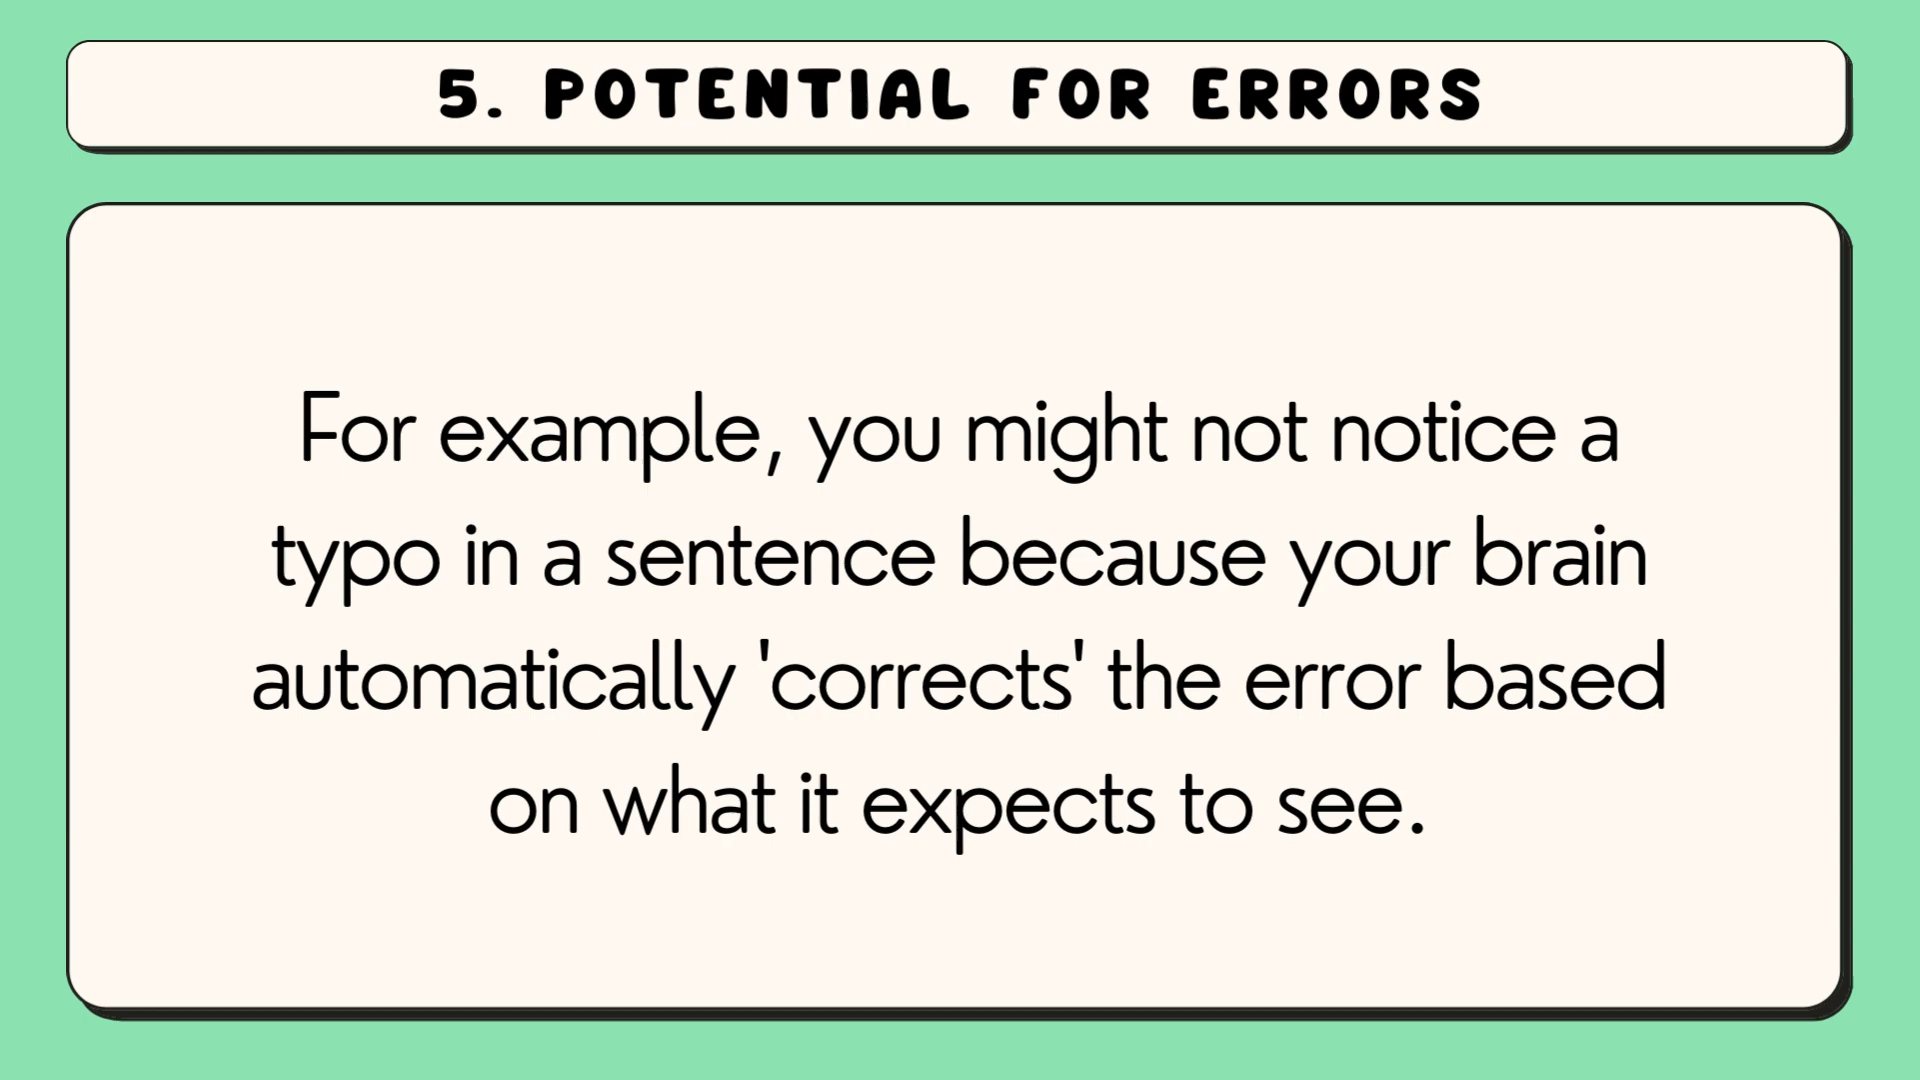 5. POTENTIAL FOR ERRORS
For example, you might not notice a
typo in a sentence because your brain
automatically 'corrects' the error based
on what it expects to see.